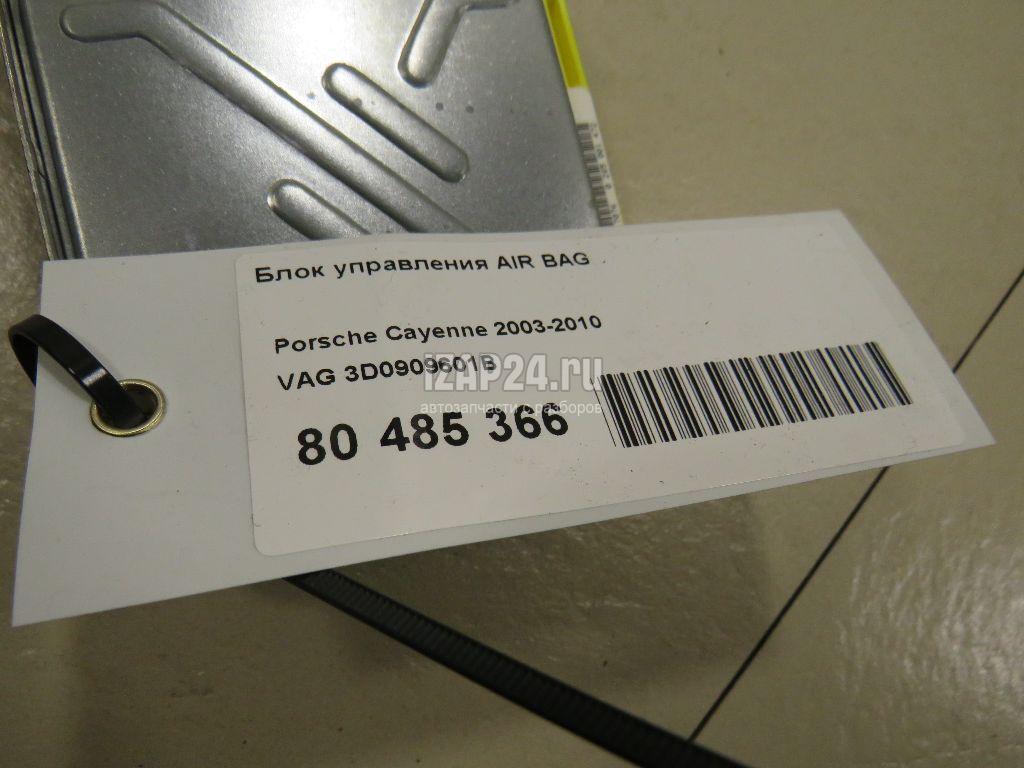 Блок управления AIR BAG
Porsche Cayenne 2003-2010
VAG 3D0909601B
iZAP24.ru
автозапчасти с разборов
80 485 366